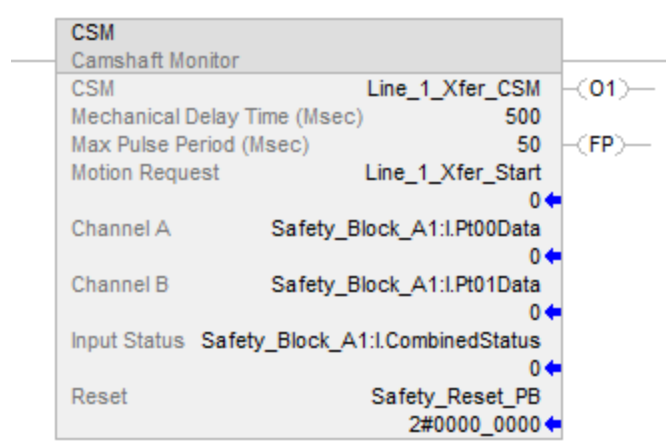 CSM
Camshaft Monitor
CSM Line_1_Xfer_CSM (O1)
Mechanical Delay Time (Msec) 500
Max Pulse Period (Msec) 50 (FP)
Motion Request Line_1_Xfer_Start
0
Channel A Safety_Block_A1:I.Pt00Data
0
Channel B Safety_Block_A1:I.Pt01Data
0
Input Status Safety_Block_A1:I.CombinedStatus
0
Reset Safety_Reset_PB
2#0000_0000